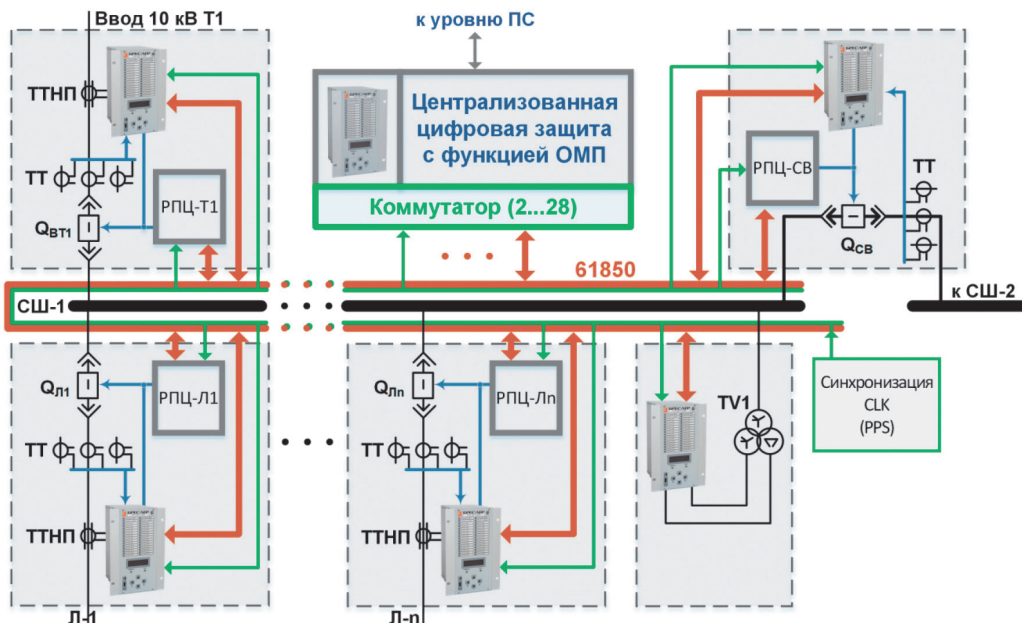 Ввод 10 кВ Т1
ТТНП
ТТ
QВТ1
РПЦ-Т1
к уровню ПС
Централизованная
цифровая защита
с функцией ОМП
Коммутатор (2...28)
61850
РПЦ-СВ
ТТ
QСВ
СШ-1
к СШ-2
QЛ1
РПЦ-Л1
ТТ
ТТНП
Л-1
QЛn
РПЦ-Лn
ТТ
ТТНП
Л-n
TV1
Синхронизация
CLK
(PPS)